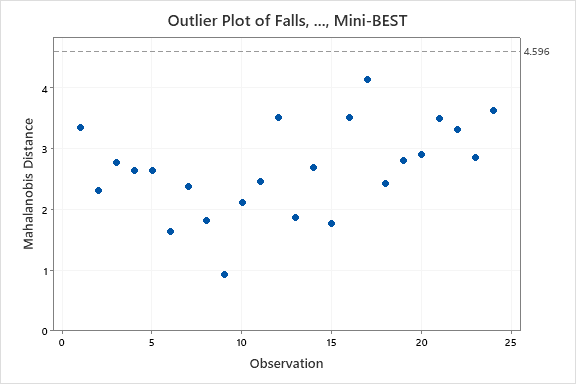 Outlier Plot of Falls, ..., Mini-BEST
4.596
4
3
2
1
0
Mahalanobis Distance
0 5 10 15 20 25
Observation